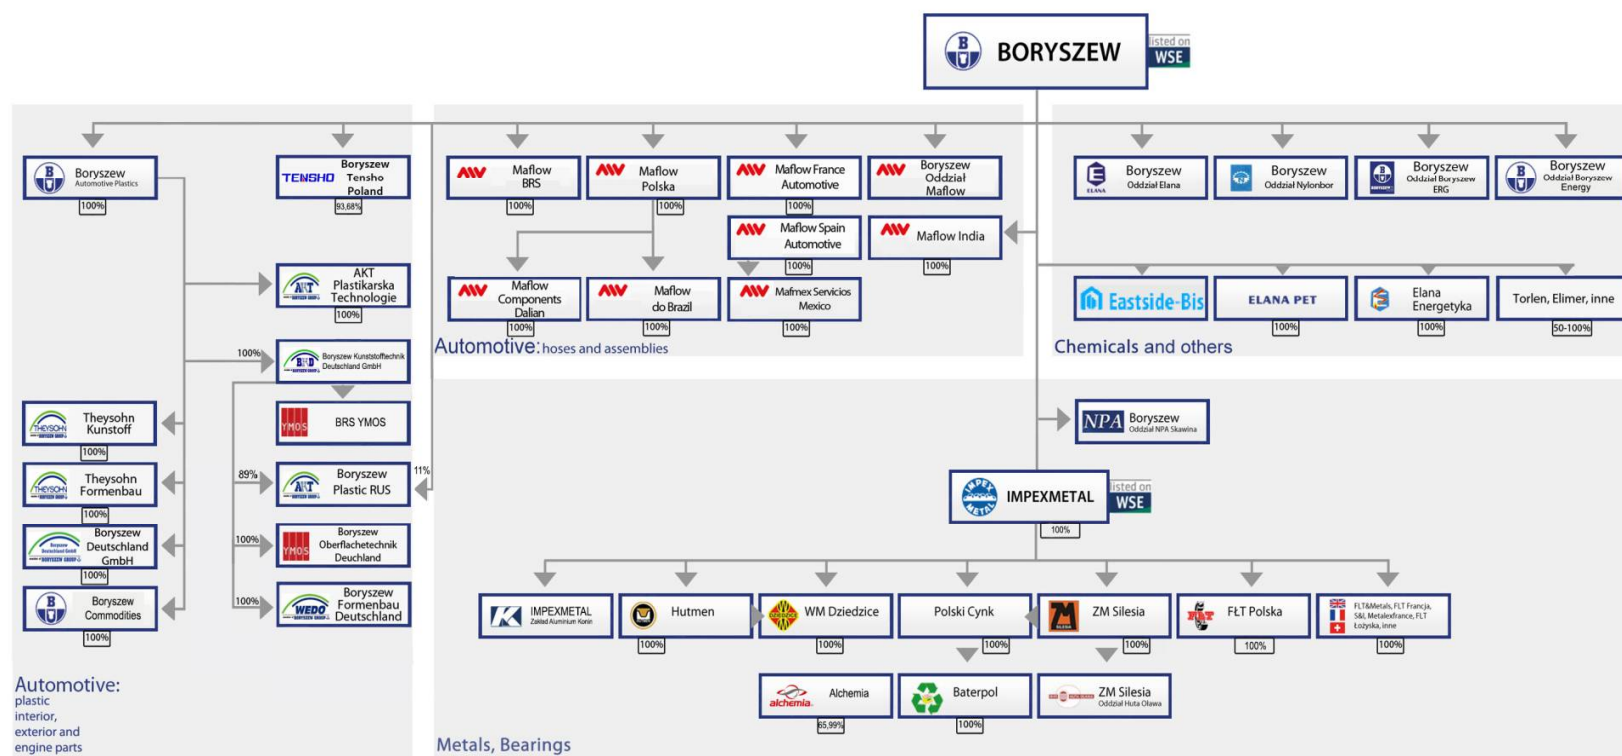 BORYSZEW
listed on
WSE
Boryszew
Automotive Plastics
100%
TENSHO
Boryszew
Tensho
Poland
93,68%
AKT
Plastikarska
Technologie
100%
100%
Boryszew Kunststofftechnik
Deutschland GmbH
BRS YMOS
Theysohn
Kunstoff
100%
89%
Boryszew
Plastic RUS
11%
Theysohn
Formenbau
100%
100%
Boryszew
Oberflachetechnik
Deuchland
Boryszew
Deutschland
GmbH
100%
100%
Boryszew
Formenbau
Deutschland
WEDO
Boryszew
Commodities
100%
Automotive:
plastic
interior,
exterior and
engine parts
Maflow
BRS
100%
Maflow
Polska
100%
Maflow France
Automotive
100%
Boryszew
Oddział
Maflow
Maflow Spain
Automotive
100%
Maflow India
100%
Maflow
Components
Dalian
100%
Maflow
do Brazil
100%
Mafmex Servicios
Mexico
100%
Automotive: hoses and assemblies
ELANA
Boryszew
Oddział Elana
Boryszew
Oddział Nylonbor
Boryszew
Oddział Boryszew
ERG
Boryszew
Oddział Boryszew
Energy
100%
Eastside-Bis
ELANA PET
100%
Elana
Energetyka
100%
Torlen, Elimer, inne
50-100%
Chemicals and others
NPA
Boryszew
Oddział NPA Skawina
IMPEX
METAL
IMPEXMETAL
listed on
WSE
100%
IMPEXMETAL
Zakład Aluminium Konin
Hutmen
100%
DZIEDZICE
WM Dziedzice
100%
Polski Cynk
100%
SILESIA
ZM Silesia
100%
FŁT Polska
100%
FLT&Metals, FLT Francja,
S&I, Metalexfrance, FLT
Łożyska, inne
100%
alchemia
Alchemia
65,99%
Baterpol
100%
ZM Silesia
Oddział Huta Oława
Metals, Bearings